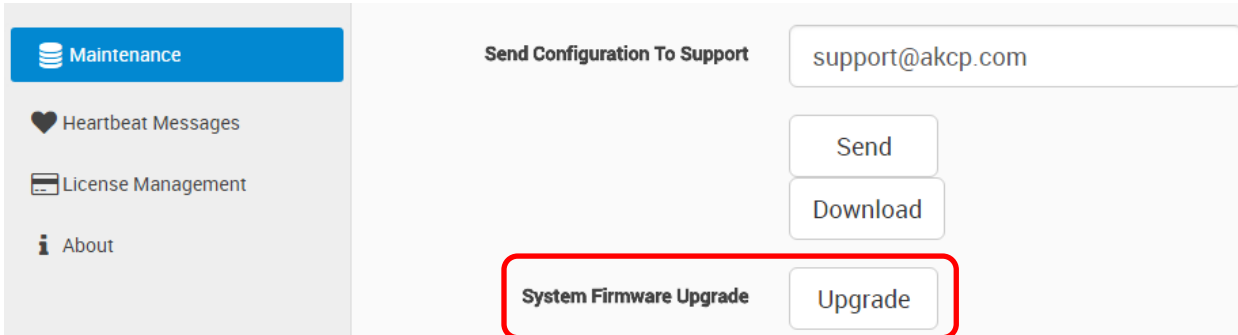 Maintenance
Heartbeat Messages
License Management
About
Send Configuration To Support
support@akcp.com
Send
Download
System Firmware Upgrade
Upgrade